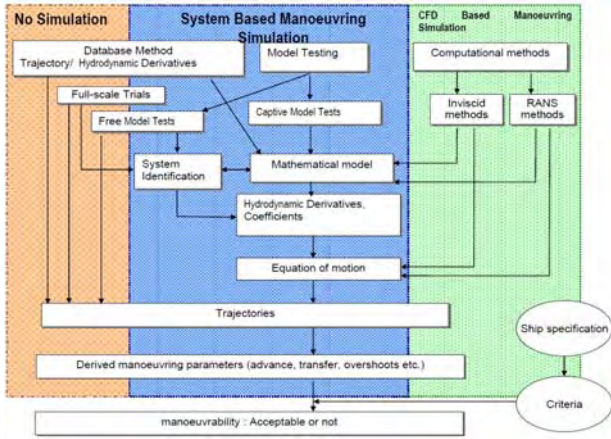 No Simulation
System Based Manoeuvring
Simulation
CFD Based Manoeuvring
Simulation
Database Method
Trajectory/ Hydrodynamic Derivatives
Model Testing
Computational methods
Full-scale Trials
Free Model Tests
Captive Model Tests
Inviscid
methods
RANS
methods
System
Identification
Mathematical model
Hydrodynamic Derivatives,
Coefficients
Equation of motion
Trajectories
Ship specification
Derived manoeuvring parameters (advance, transfer, overshoots etc.)
Criteria
manoeuvrability : Acceptable or not